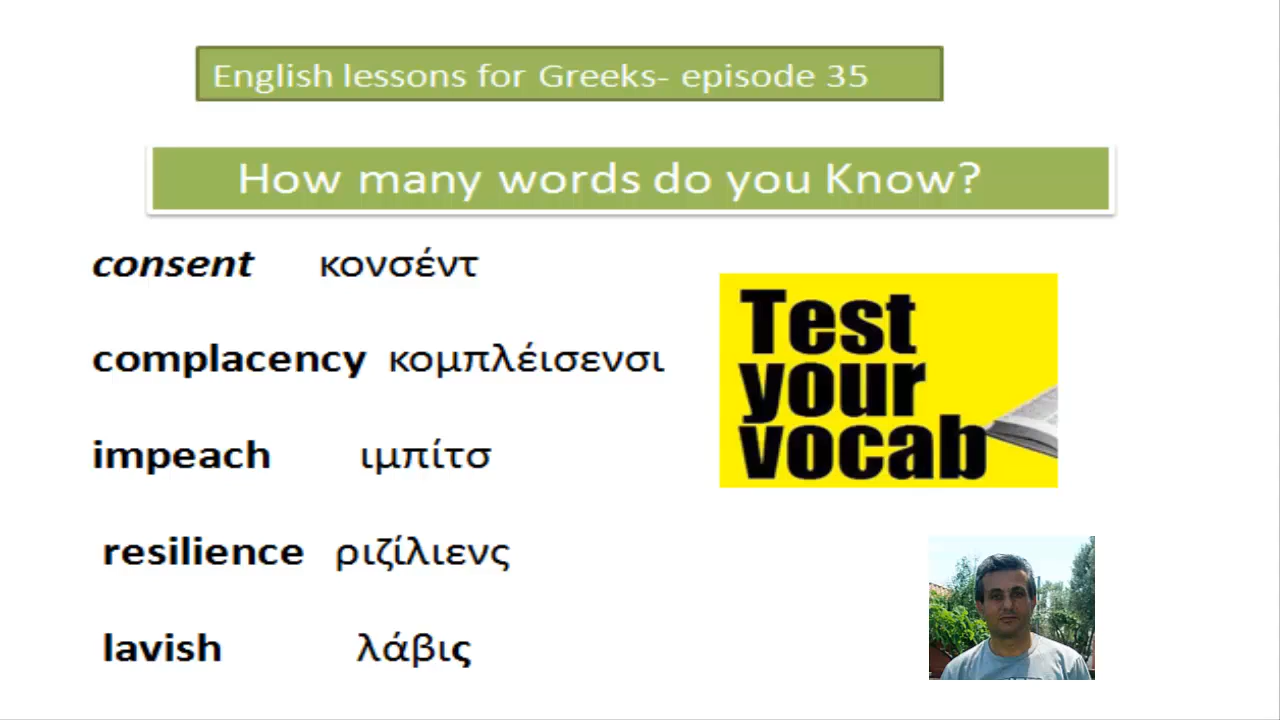 English lessons for Greeks- episode 35
How many words do you Know?
consent κονσέντ
complacency κομπλέισενσι
impeach ιμπίτσ
resilience ριζίλιενς
lavish λάβις
Test
your
vocab